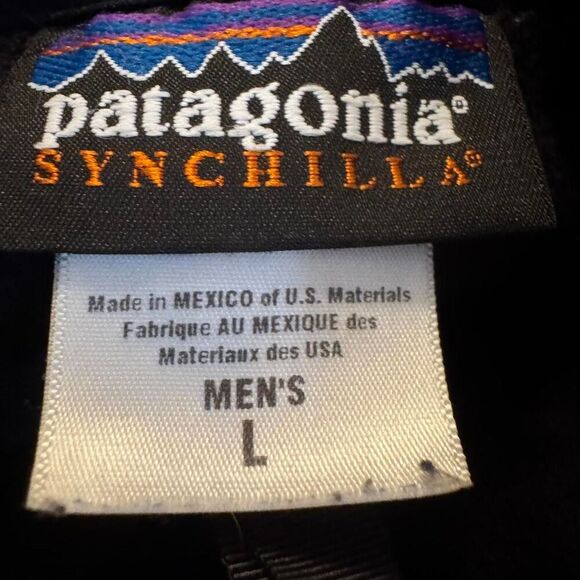 patagonia®
SYNCHILLA®
Made in MEXICO of U.S. Materials
Fabrique AU MEXIQUE des
Materiaux des USA
MEN'S
L